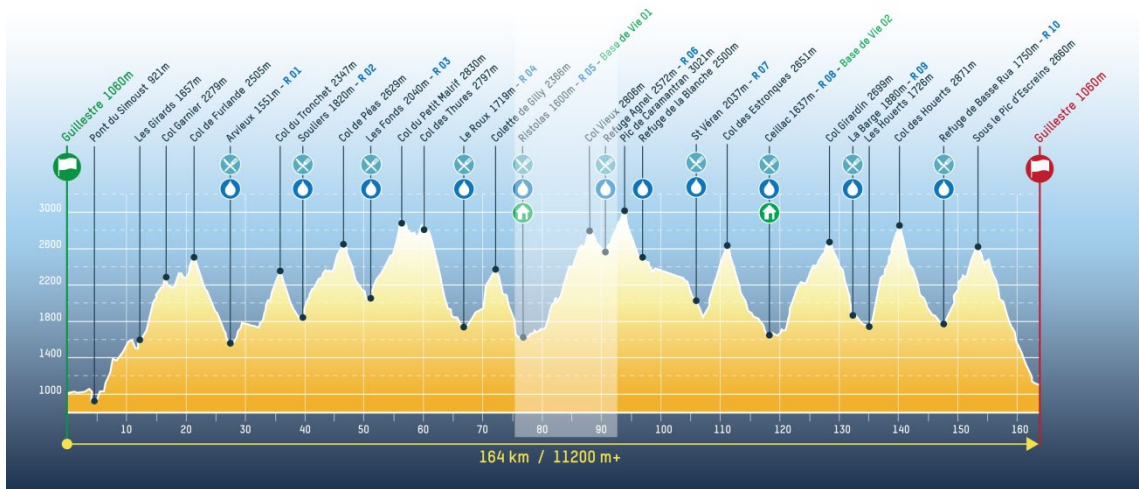 Guillestre 1060m
Pont du Simoust 921m
Les Girards 1657m
Col Garnier 2279m
Col de Furfande 2505m
Arvieux 1551m - R 01
Col du Tronchet 2347m
Souliers 1820m - R 02
Col de Péas 2629m
Les Fonds 2040m - R 03
Col du Petit Malrif 2830m
Col des Thures 2797m
Le Roux 1719m - R 04
Colette de Gilly 2366m
Ristolas 1600m - R 05 - Base de Vie 01
Col Vieux 2806m
Refuge Agnel 2572m - R 06
Pic de Caramantran 3021m
Refuge de la Blanche 2500m
St Véran 2037m - R 07
Col des Estronques 2651m
Ceillac 1637m - R 08 - Base de Vie 02
Col Girardin 2699m
La Barge 1880m - R 09
Les Houerts 1726m
Col des Houerts 2871m
Refuge de Basse Rua 1750m - R 10
Sous le Pic d'Escreins 2660m
Guillestre 1060m
3000
2600
2200
1800
1400
1000
10 20 30 40 50 60 70 80 90 100 110 120 130 140 150 160
164 km / 11200 m+